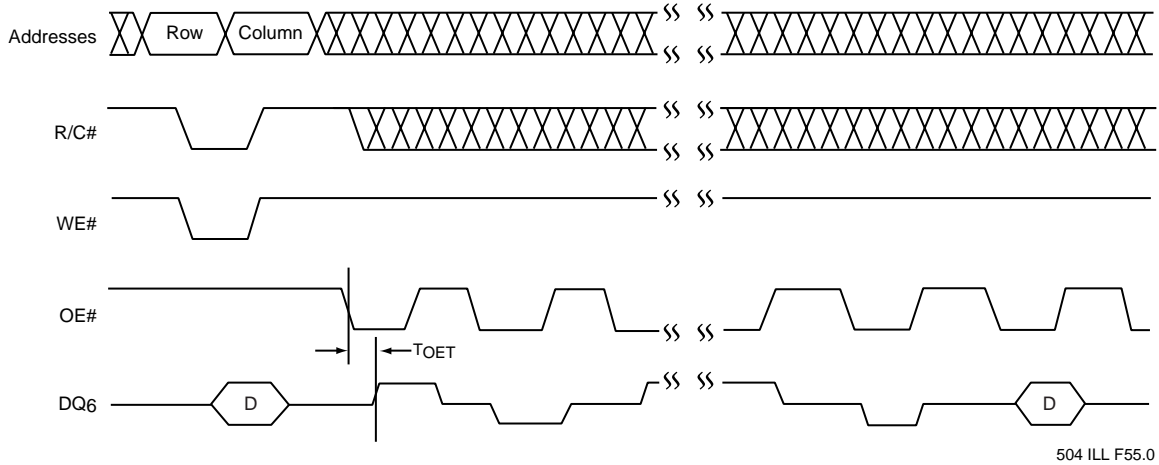 Addresses Row Column
R/C#
WE#
OE#
TOET
DQ6 D D
504 ILL F55.0